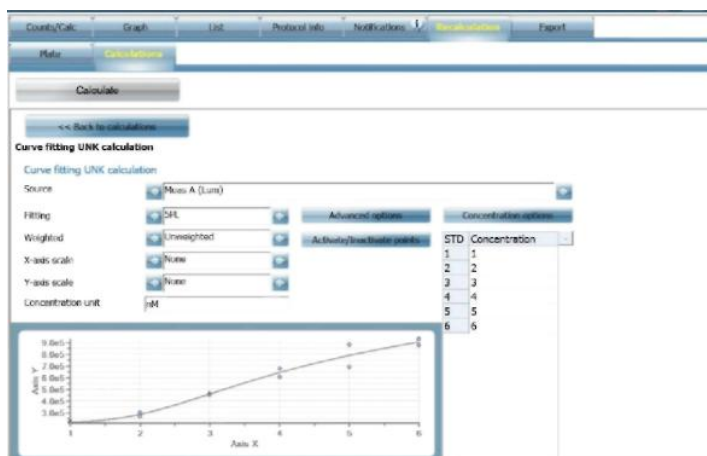 Counts/Calc Graph List Protocol info Notifications i Recalculation Export
Plate Calculations
Calculate
<< Back to calculations
Curve fitting UNK calculation
Curve fitting UNK calculation
Source Meas A (Lum)
Fitting 5PL Advanced options Concentration options
Weighted Unweighted Activate/Inactivate points STD Concentration
1 1
X-axis scale None 2 2
3 3
Y-axis scale None 4 4
Concentration unit nM 5 5
6 6
9.0e5
8.0e5
7.0e5
6.0e5
5.0e5
4.0e5
3.0e5
Axis Y
1 2 3 4 5 6
Axis X